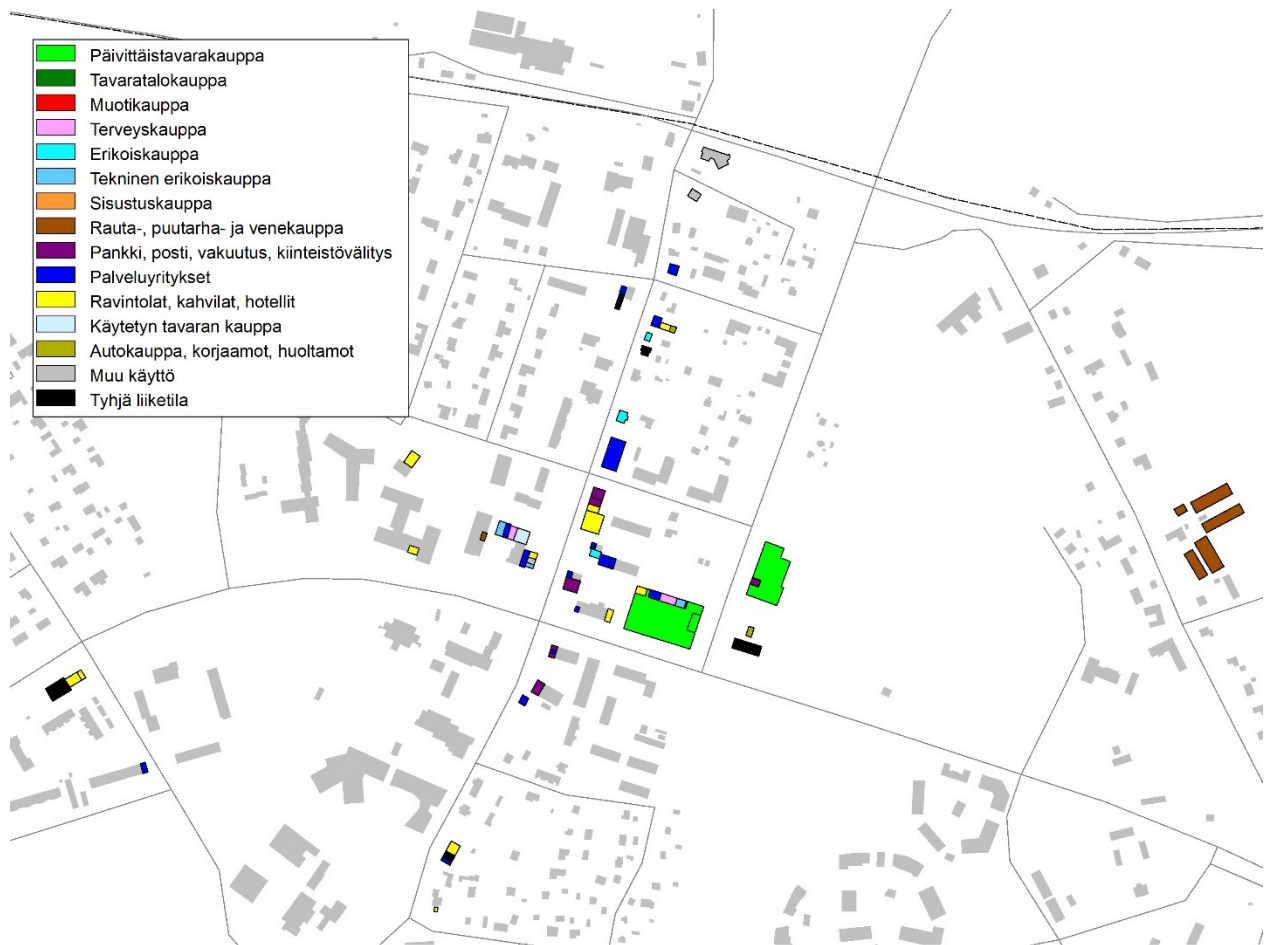 Päivittäistavarakauppa
Tavaratalokauppa
Muotikauppa
Terveyskauppa
Erikoiskauppa
Tekninen erikoiskauppa
Sisustuskauppa
Rauta-, puutarha- ja venekauppa
Pankki, posti, vakuutus, kiinteistövälitys
Palveluyritykset
Ravintolat, kahvilat, hotellit
Käytetyn tavaran kauppa
Autokauppa, korjaamot, huoltamot
Muu käyttö
Tyhjä liiketila